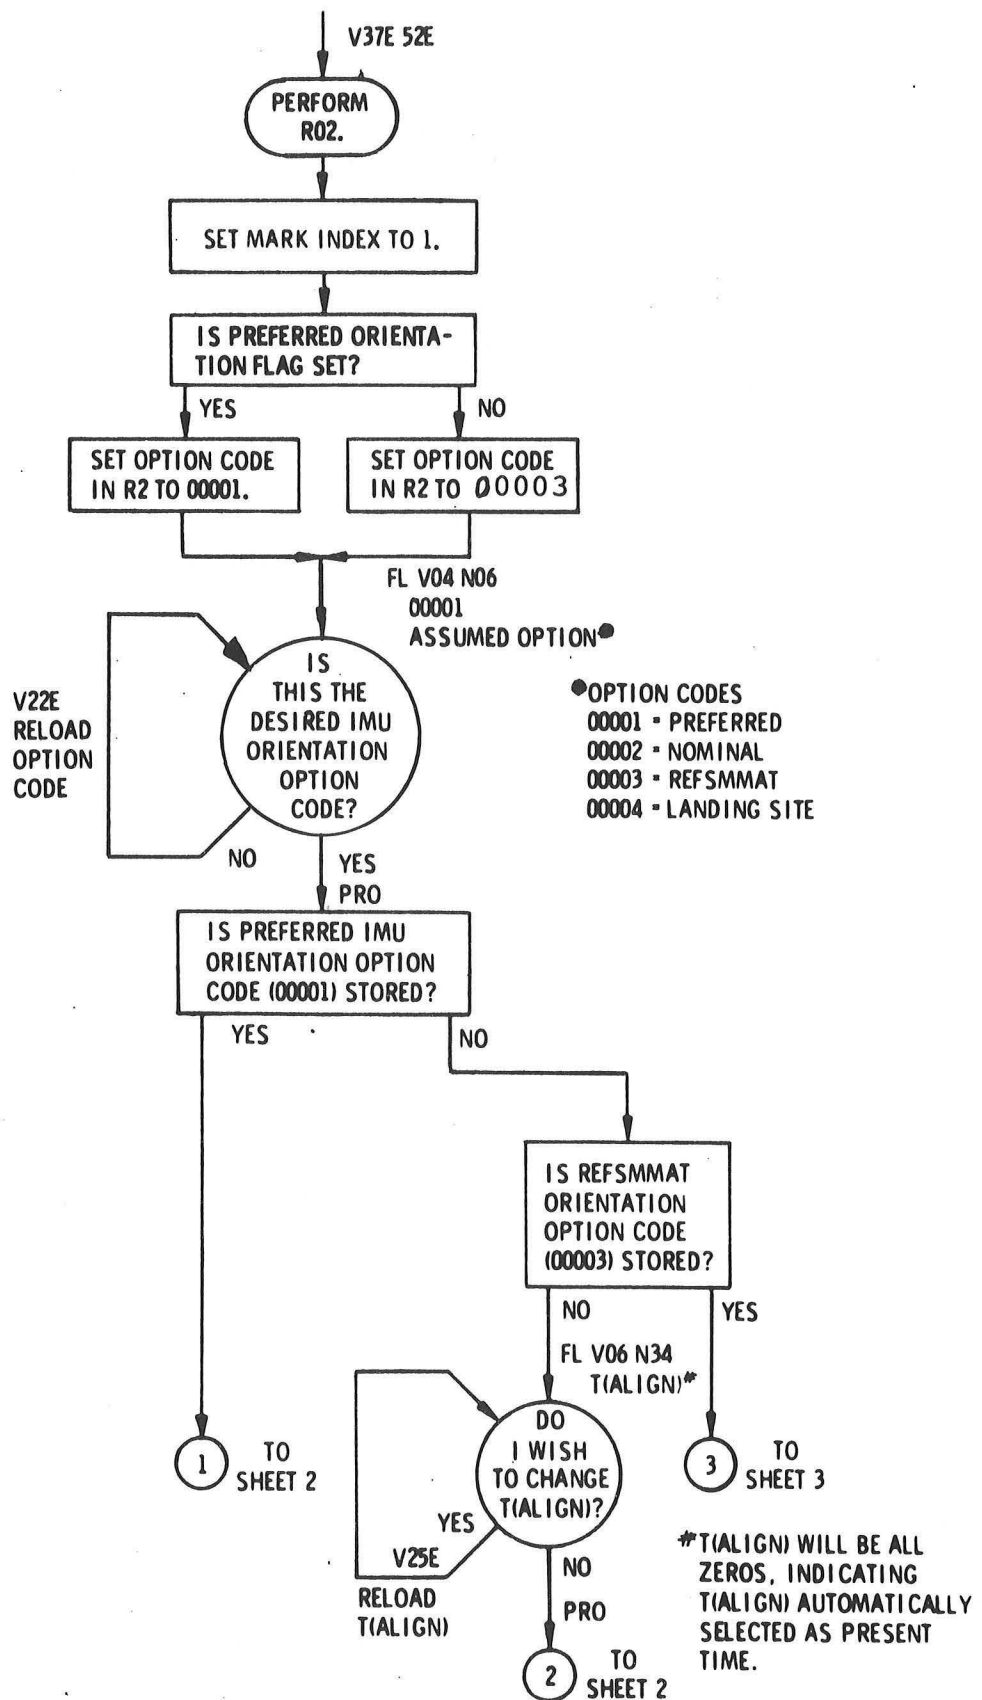 V37E 52E
PERFORM
R02.
SET MARK INDEX TO 1.
IS PREFERRED ORIENTA-
TION FLAG SET?
YES
NO
SET OPTION CODE
IN R2 TO 00001.
SET OPTION CODE
IN R2 TO 00003
FL V04 N06
00001
ASSUMED OPTION●
V22E
RELOAD
OPTION
CODE
IS
THIS THE
DESIRED IMU
ORIENTATION
OPTION
CODE?
●OPTION CODES
00001 = PREFERRED
00002 = NOMINAL
00003 = REFSMMAT
00004 = LANDING SITE
NO
YES
PRO
IS PREFERRED IMU
ORIENTATION OPTION
CODE (00001) STORED?
YES
NO
IS REFSMMAT
ORIENTATION
OPTION CODE
(00003) STORED?
NO
YES
FL V06 N34
T(ALIGN)#
DO
I WISH
TO CHANGE
T(ALIGN)?
1
TO
SHEET 2
3
TO
SHEET 3
YES
V25E
RELOAD
T(ALIGN)
NO
PRO
#T(ALIGN) WILL BE ALL
ZEROS, INDICATING
T(ALIGN) AUTOMATICALLY
SELECTED AS PRESENT
TIME.
2
TO
SHEET 2